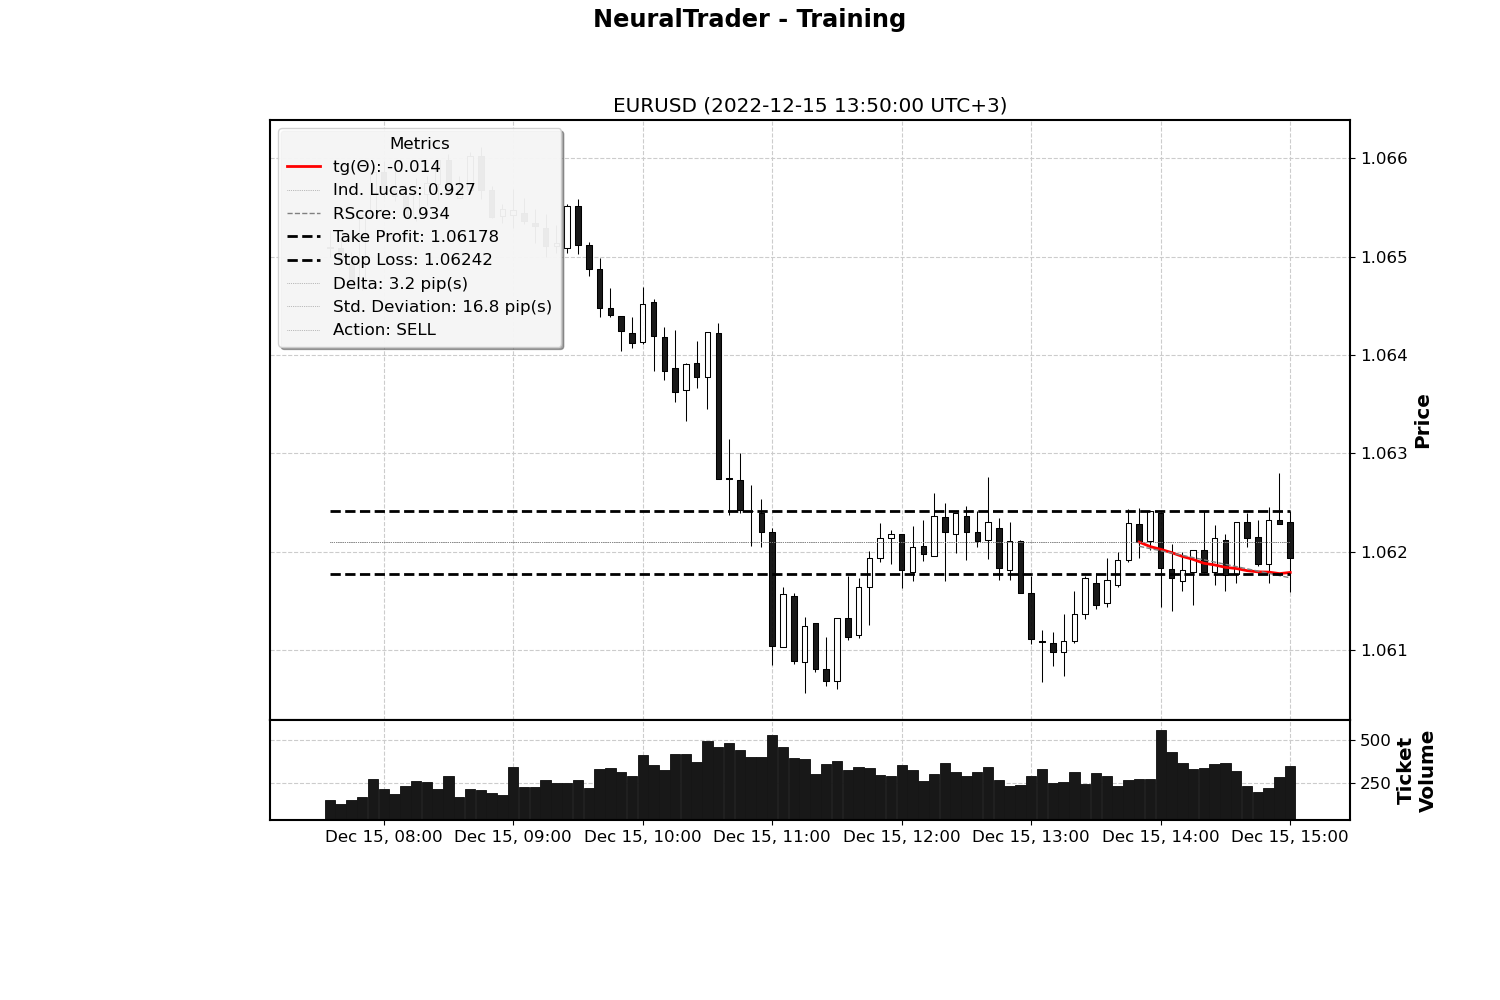 NeuralTrader - Training
EURUSD (2022-12-15 13:50:00 UTC+3)
Metrics
tg(Θ): -0.014
Ind. Lucas: 0.927
RScore: 0.934
Take Profit: 1.06178
Stop Loss: 1.06242
Delta: 3.2 pip(s)
Std. Deviation: 16.8 pip(s)
Action: SELL
1.066
1.065
1.064
1.063
1.062
1.061
Price
500
250
Ticket
Volume
Dec 15, 08:00 Dec 15, 09:00 Dec 15, 10:00 Dec 15, 11:00 Dec 15, 12:00 Dec 15, 13:00 Dec 15, 14:00 Dec 15, 15:00